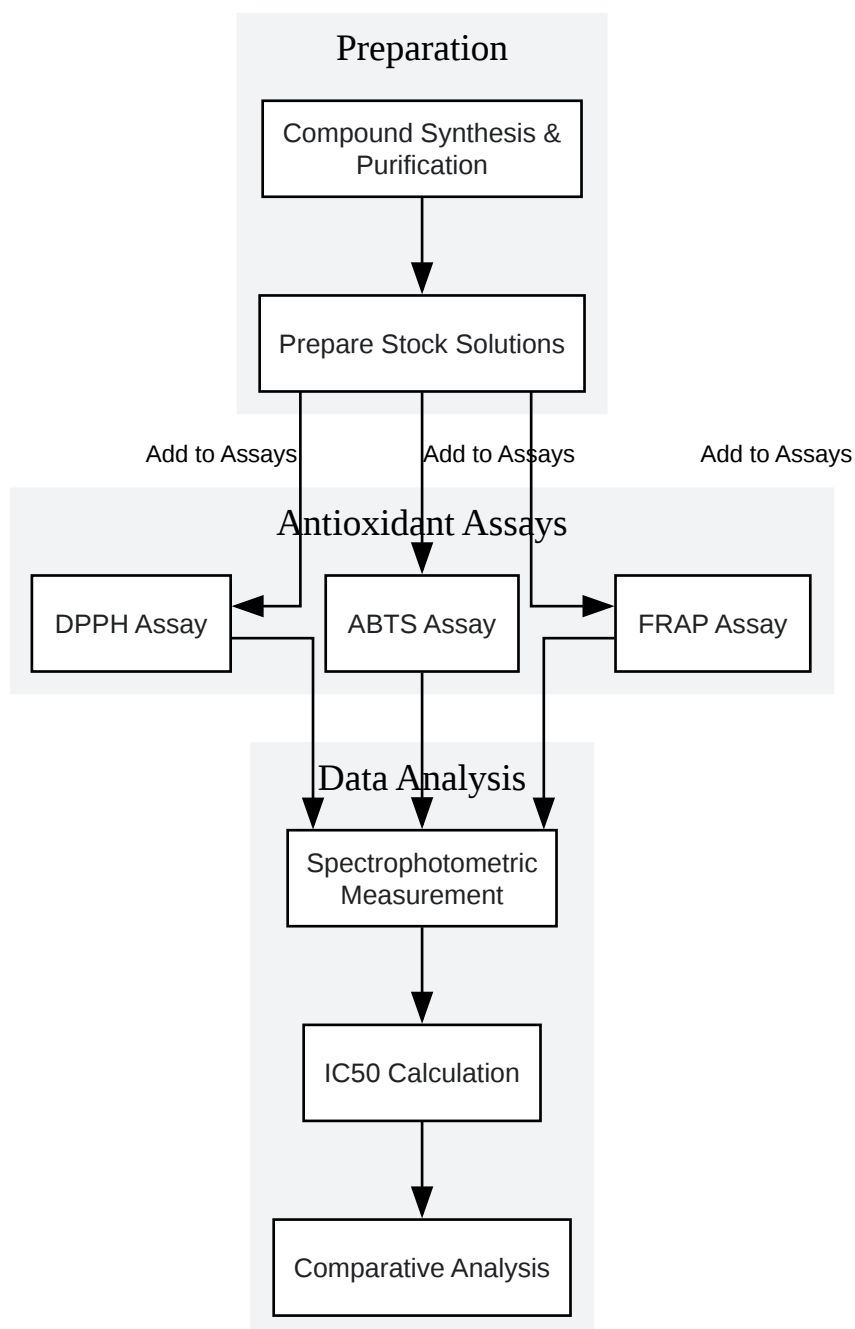 Preparation
Compound Synthesis &
Purification
Prepare Stock Solutions
Add to Assays
Add to Assays
Add to Assays
Antioxidant Assays
DPPH Assay
ABTS Assay
FRAP Assay
Data Analysis
Spectrophotometric
Measurement
IC50 Calculation
Comparative Analysis